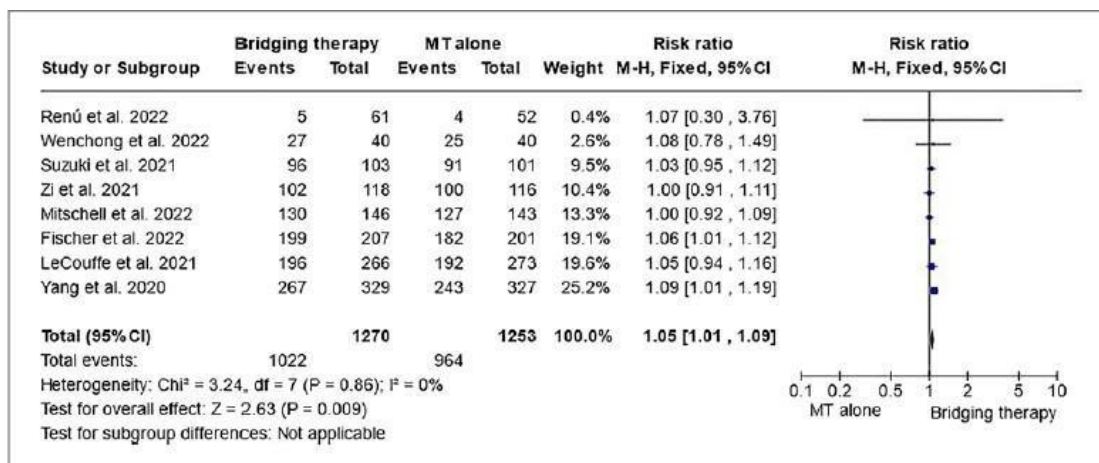 Bridging therapy MT alone Risk ratio Risk ratio
Study or Subgroup Events Total Events Total Weight M-H, Fixed, 95%CI M-H, Fixed, 95%CI
Renú et al. 2022 5 61 4 52 0.4% 1.07 [0.30 , 3.76]
Wenchong et al. 2022 27 40 25 40 2.6% 1.08 [0.78 , 1.49]
Suzuki et al. 2021 96 103 91 101 9.5% 1.03 [0.95 , 1.12]
Zi et al. 2021 102 118 100 116 10.4% 1.00 [0.91 , 1.11]
Mitschell et al. 2022 130 146 127 143 13.3% 1.00 [0.92 , 1.09]
Fischer et al. 2022 199 207 182 201 19.1% 1.06 [1.01 , 1.12]
LeCouffe et al. 2021 196 266 192 273 19.6% 1.05 [0.94 , 1.16]
Yang et al. 2020 267 329 243 327 25.2% 1.09 [1.01 , 1.19]
Total (95%CI) 1270 1253 100.0% 1.05 [1.01 , 1.09]
Total events: 1022 964
Heterogeneity: Chi² = 3.24, df = 7 (P = 0.86); I² = 0%
Test for overall effect: Z = 2.63 (P = 0.009)
Test for subgroup differences: Not applicable
0.1 0.2 0.5 1 2 5 10
MT alone Bridging therapy